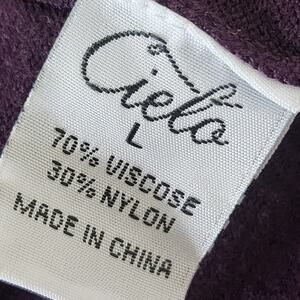 Cielo
L
70% VISCOSE
30% NYLON
MADE IN CHINA